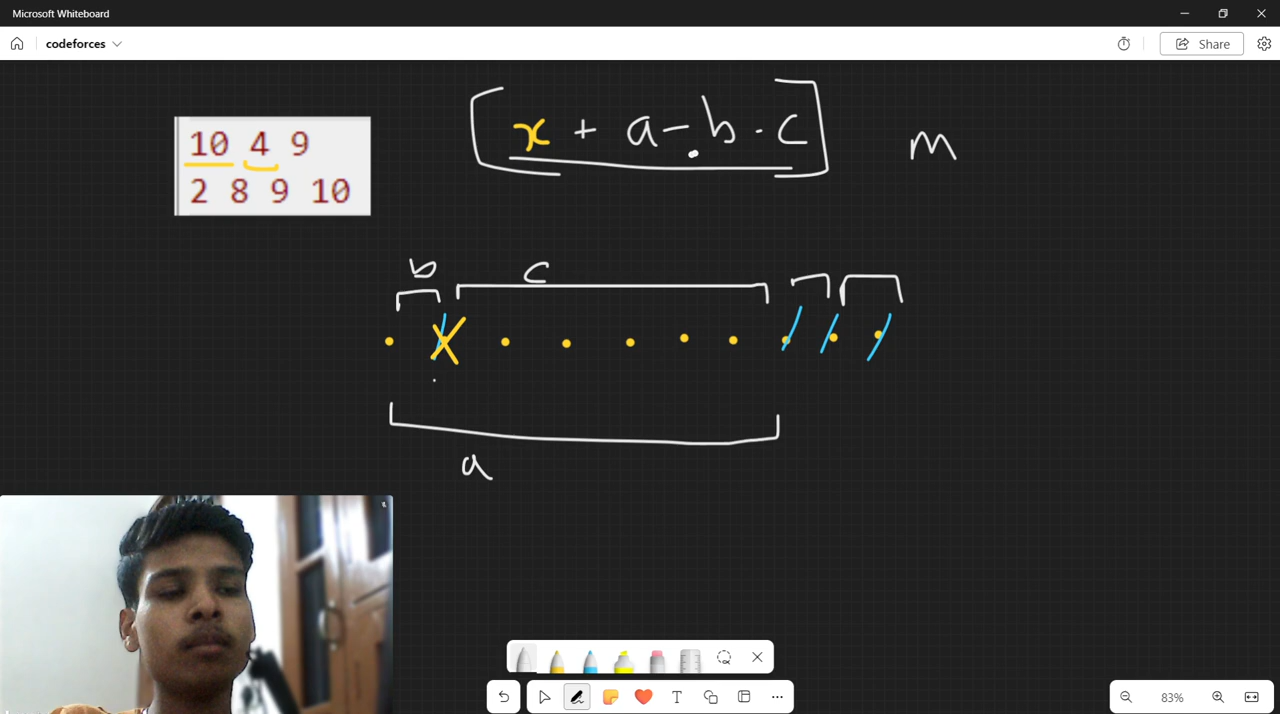 Microsoft Whiteboard
codeforces
Share
[x + a - b · c] m
10 4 9
2 8 9 10
b c
a
83%